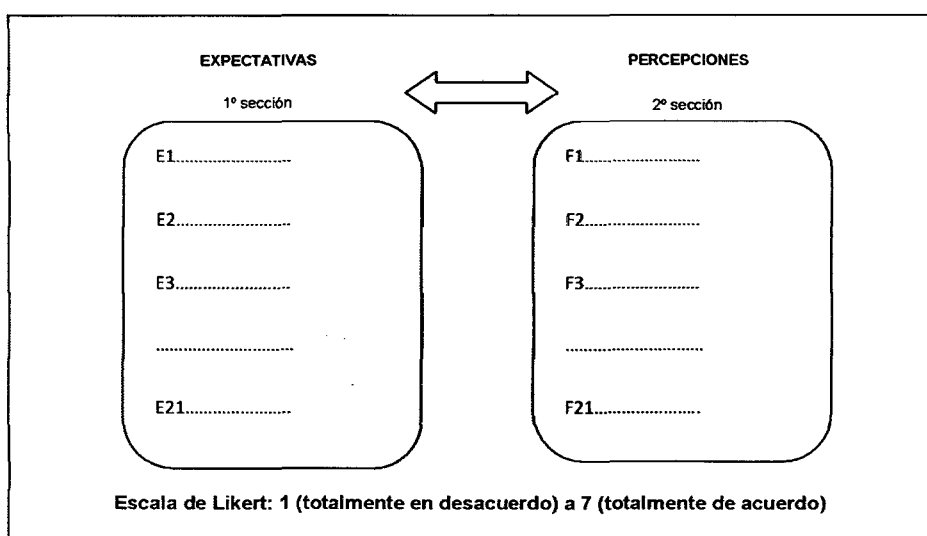 EXPECTATIVAS
1º sección
E1........................
E2........................
E3........................
............................
E21......................
PERCEPCIONES
2º sección
F1........................
F2........................
F3........................
............................
F21......................
Escala de Likert: 1 (totalmente en desacuerdo) a 7 (totalmente de acuerdo)